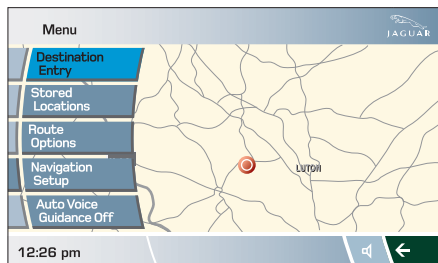 Menu
JAGUAR
Destination
Entry
Stored
Locations
Route
Options
Navigation
Setup
Auto Voice
Guidance Off
LUTON
12:26 pm